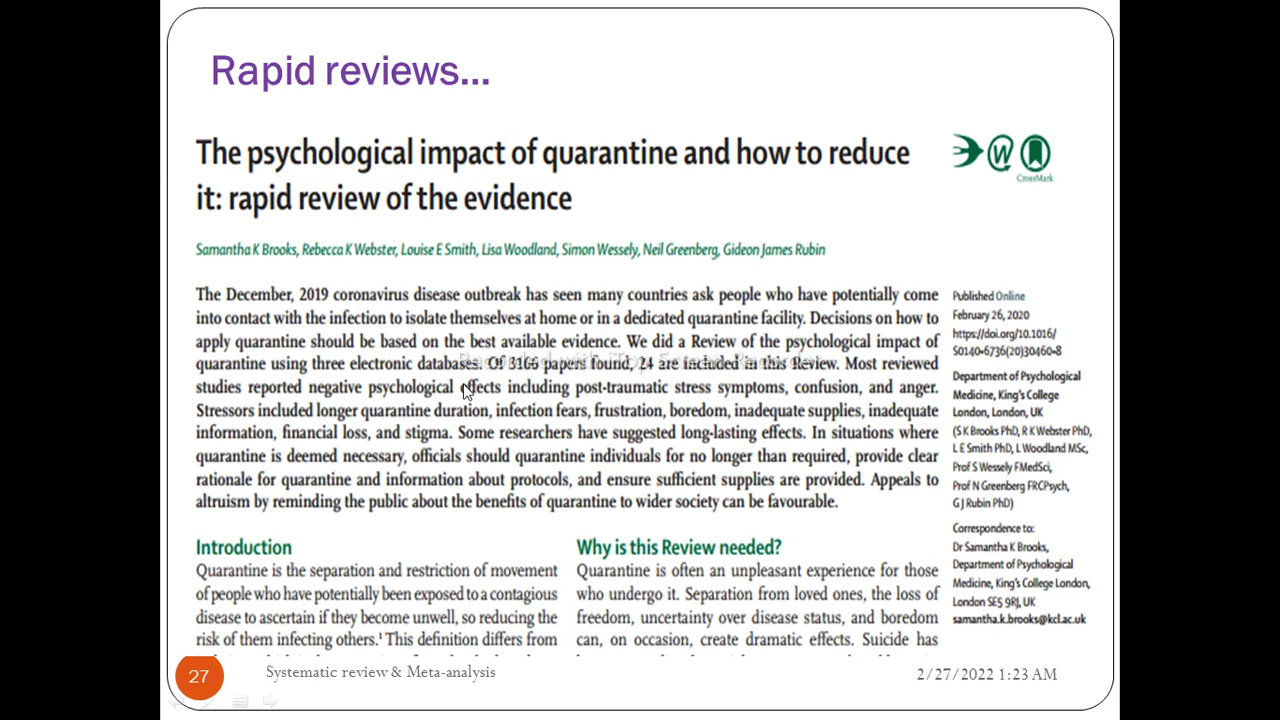 Rapid reviews...
The psychological impact of quarantine and how to reduce
it: rapid review of the evidence
CrossMark
Samantha K Brooks, Rebecca K Webster, Louise E Smith, Lisa Woodland, Simon Wessely, Neil Greenberg, Gideon James Rubin
The December, 2019 coronavirus disease outbreak has seen many countries ask people who have potentially come
into contact with the infection to isolate themselves at home or in a dedicated quarantine facility. Decisions on how to
apply quarantine should be based on the best available evidence. We did a Review of the psychological impact of
quarantine using three electronic databases. Of 3166 papers found, 24 are included in this Review. Most reviewed
studies reported negative psychological effects including post-traumatic stress symptoms, confusion, and anger.
Stressors included longer quarantine duration, infection fears, frustration, boredom, inadequate supplies, inadequate
information, financial loss, and stigma. Some researchers have suggested long-lasting effects. In situations where
quarantine is deemed necessary, officials should quarantine individuals for no longer than required, provide clear
rationale for quarantine and information about protocols, and ensure sufficient supplies are provided. Appeals to
altruism by reminding the public about the benefits of quarantine to wider society can be favourable.
Recorded with iTop Screen Recorder
Introduction
Quarantine is the separation and restriction of movement
of people who have potentially been exposed to a contagious
disease to ascertain if they become unwell, so reducing the
risk of them infecting others.¹ This definition differs from
Why is this Review needed?
Quarantine is often an unpleasant experience for those
who undergo it. Separation from loved ones, the loss of
freedom, uncertainty over disease status, and boredom
can, on occasion, create dramatic effects. Suicide has
Published Online
February 26, 2020
https://doi.org/10.1016/
S0140-6736(20)30460-8
Department of Psychological
Medicine, King's College
London, London, UK
(S K Brooks PhD, R K Webster PhD,
L E Smith PhD, L Woodland MSc,
Prof S Wessely FMedSci,
Prof N Greenberg FRCPsych,
G J Rubin PhD)
Correspondence to:
Dr Samantha K Brooks,
Department of Psychological
Medicine, King's College London,
London SE5 9RJ, UK
samantha.k.brooks@kcl.ac.uk
27
Systematic review & Meta-analysis
2/27/2022 1:23 AM